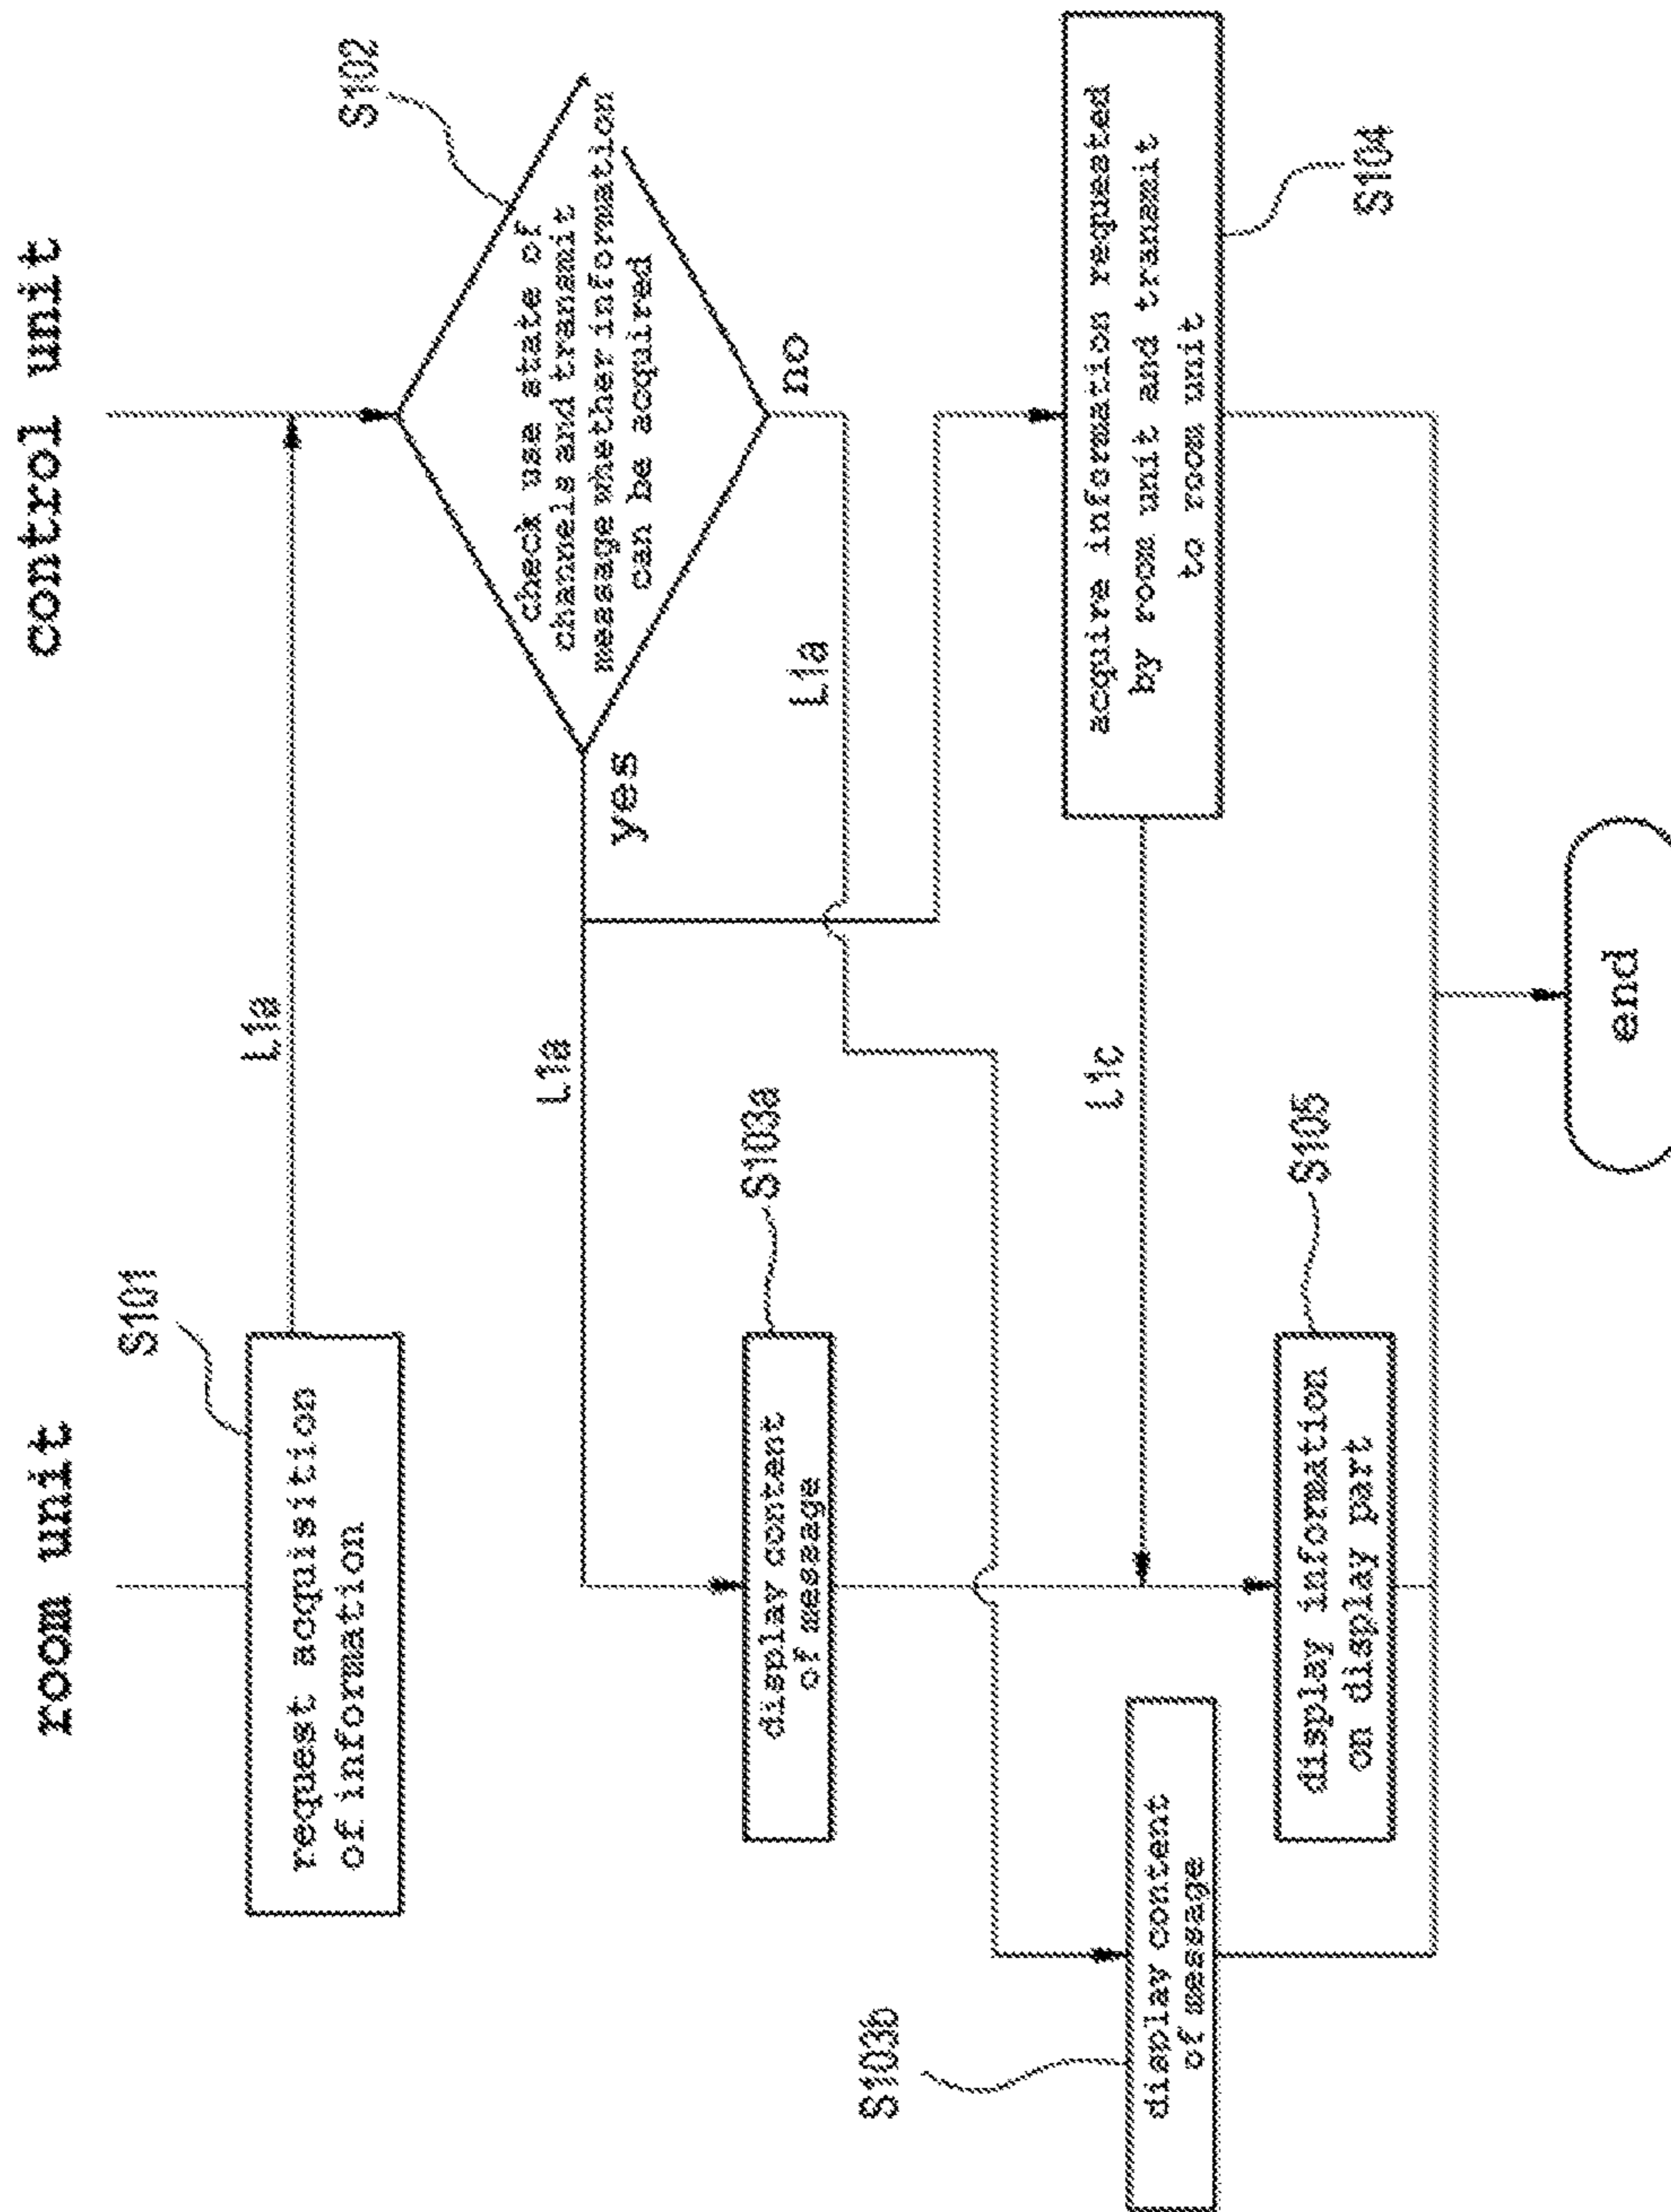 room unit
control unit
S101
request acquisition
of information
L1a
S102
check use state of
channels and transmit
message whether information
can be acquired
yes
no
L1a
L1a
S103a
display content
of message
S103b
display content
of message
acquire information requested
by room unit and transmit
to room unit
S104
L1c
S105
display information
on display part
end